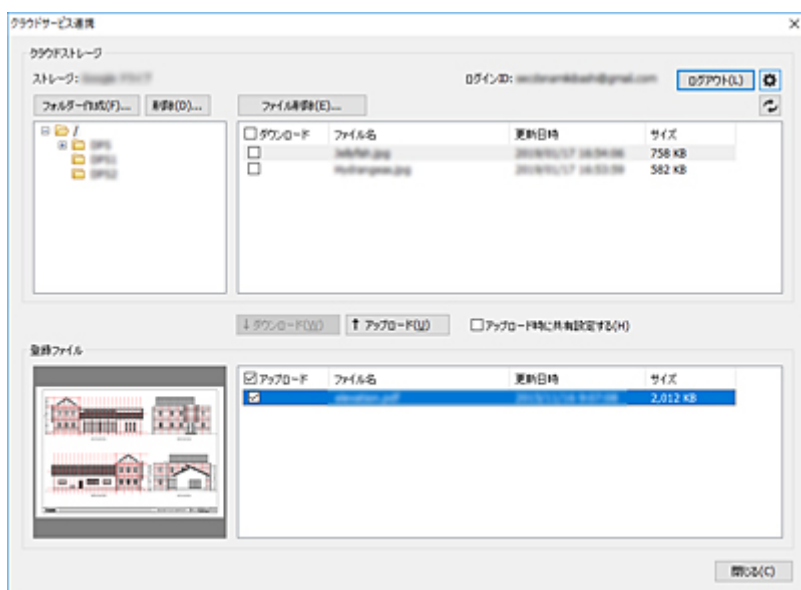 クラウドサービス連携
クラウドストレージ
ストレージ:
ログインID:
ログアウト(L)
フォルダー作成(F)...
削除(D)...
ファイル削除(E)...
/
ダウンロード ファイル名 更新日時 サイズ
758 KB
582 KB
↓ダウンロード(W)
↑アップロード(U)
アップロード時に共有設定する(H)
登録ファイル
アップロード ファイル名 更新日時 サイズ
2,012 KB
閉じる(C)